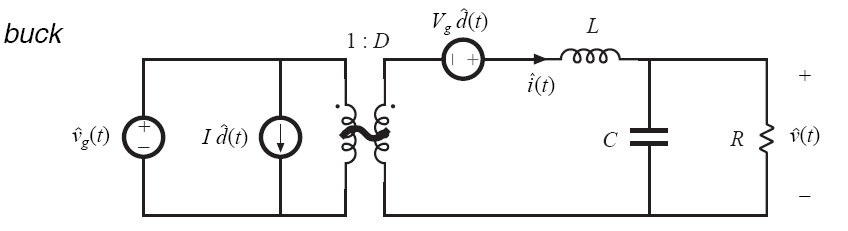 buck
1 : D
V_g d̂(t)
L
+ −
î(t)
v̂_g(t)
+
−
I d̂(t)
C
R
+
v̂(t)
−